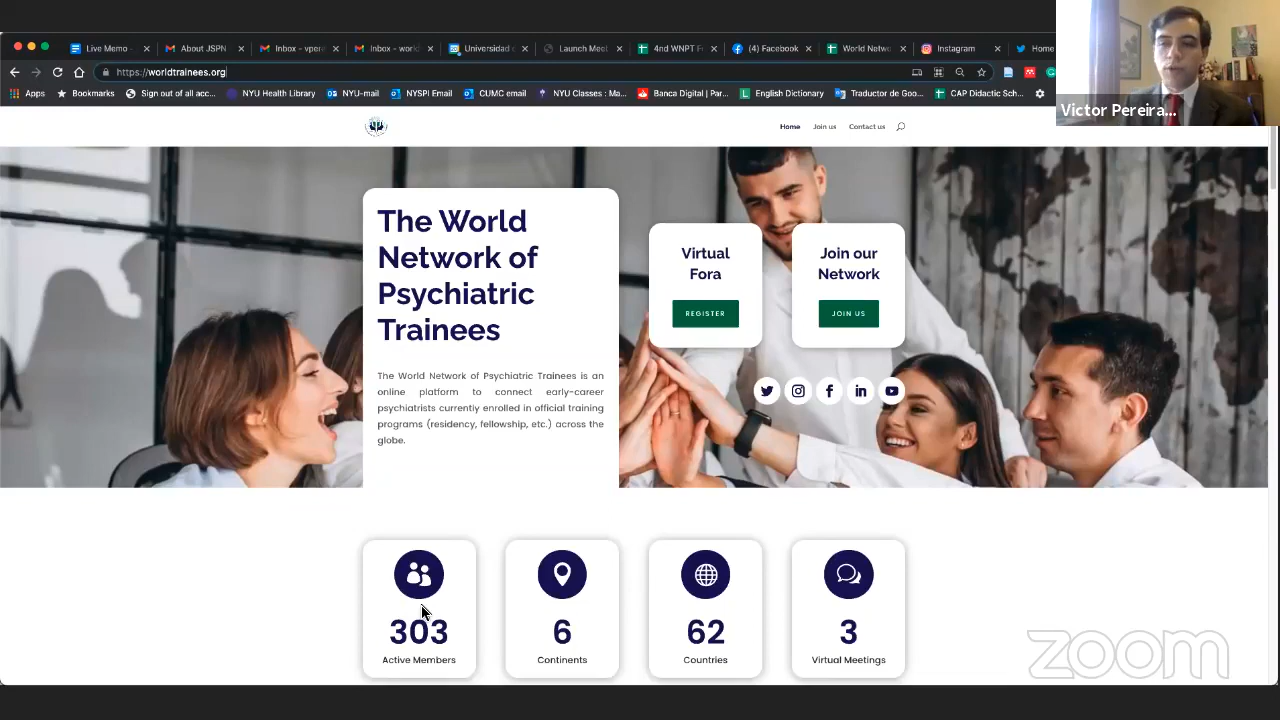 Live Memo -
About JSPN
Inbox - vpere
Inbox - world
Universidad d
Launch Meet
4nd WNPT F
(4) Facebook
World Netwo
Instagram
Home
https://worldtrainees.org
Apps
Bookmarks
Sign out of all acc...
NYU Health Library
NYU-mail
NYSPI Email
CUMC email
NYU Classes : Ma...
Banca Digital | Par...
English Dictionary
Traductor de Goo...
CAP Didactic Sch...
Victor Pereira...
Home
Join us
Contact us
The World
Network of
Psychiatric
Trainees
The World Network of Psychiatric Trainees is an
online platform to connect early-career
psychiatrists currently enrolled in official training
programs (residency, fellowship, etc.) across the
globe.
Virtual
Fora
REGISTER
Join our
Network
JOIN US
303
Active Members
6
Continents
62
Countries
3
Virtual Meetings
zoom